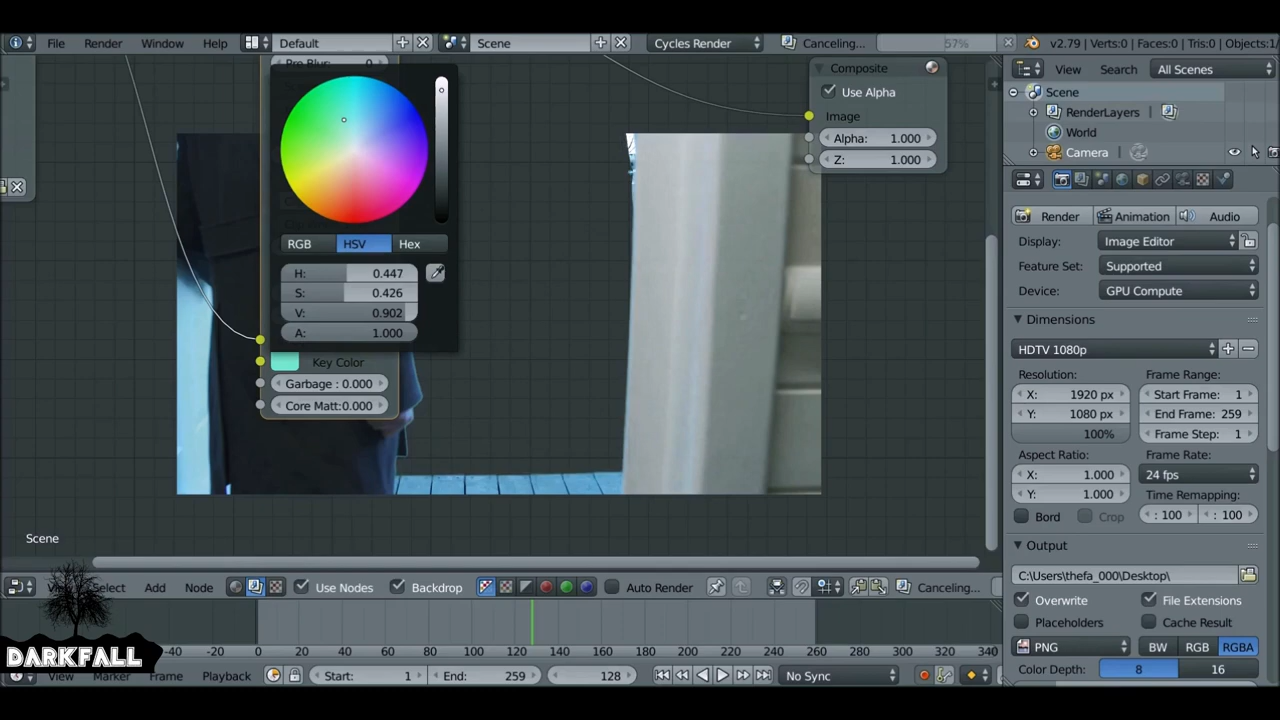 File Render Window Help Default Scene Cycles Render Canceling... 57% v2.79 | Verts:0 | Faces:0 | Tris:0 | Objects:1/
Pre Blur: 0
RGB HSV Hex
H: 0.447
S: 0.426
V: 0.902
A: 1.000
Key Color
Garbage : 0.000
Core Matt:0.000
Composite
Use Alpha
Image
Alpha: 1.000
Z: 1.000
View Search All Scenes
Scene
RenderLayers
World
Camera
Render Animation Audio
Display: Image Editor
Feature Set: Supported
Device: GPU Compute
Dimensions
HDTV 1080p
Resolution: Frame Range:
X: 1920 px Start Frame: 1
Y: 1080 px End Frame: 259
100% Frame Step: 1
Aspect Ratio: Frame Rate:
X: 1.000 24 fps
Y: 1.000 Time Remapping:
Bord Crop : 100 : 100
Output
C:\Users\thefa_000\Desktop\
Overwrite File Extensions
Placeholders Cache Result
PNG BW RGB RGBA
Color Depth: 8 16
Scene
Select Add Node Use Nodes Backdrop Auto Render Canceling...
-40 -20 0 20 40 60 80 100 120 140 160 180 200 220 240 260 280 300 320 340
DARKFALL
View Marker Frame Playback Start: 1 End: 259 128 No Sync